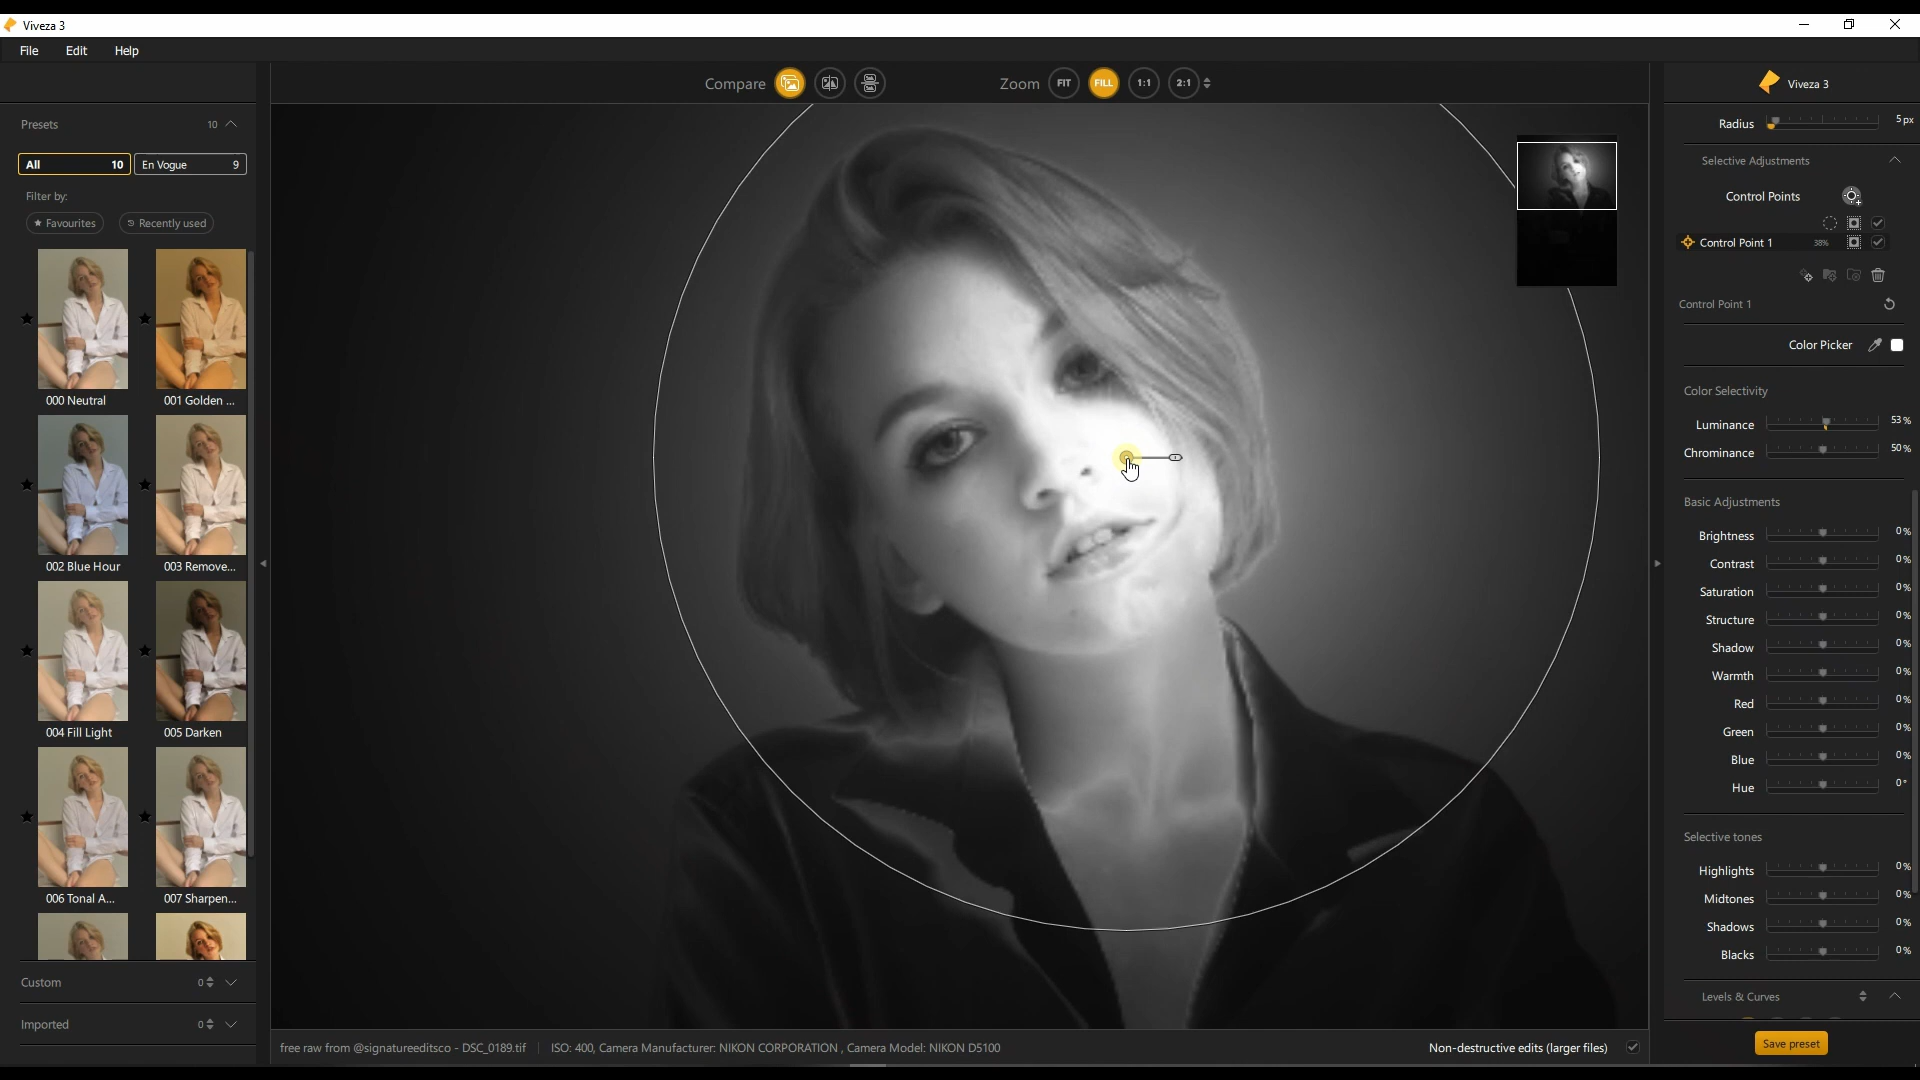 Viveza 3
File Edit Help
Compare
Zoom FIT FILL 1:1 2:1
Viveza 3
Presets 10
All 10 En Vogue 9
Filter by:
Favourites Recently used
000 Neutral 001 Golden ...
002 Blue Hour 003 Remove...
004 Fill Light 005 Darken
006 Tonal A... 007 Sharpen...
Custom 0
Imported 0
Radius 5 px
Selective Adjustments
Control Points
Control Point 1 38%
Control Point 1
Color Picker
Color Selectivity
Luminance 53 %
Chrominance 50 %
Basic Adjustments
Brightness 0 %
Contrast 0 %
Saturation 0 %
Structure 0 %
Shadow 0 %
Warmth 0 %
Red 0 %
Green 0 %
Blue 0 %
Hue 0 °
Selective tones
Highlights 0 %
Midtones 0 %
Shadows 0 %
Blacks 0 %
Levels & Curves
Save preset
free raw from @signatureeditsco - DSC_0189.tif ISO: 400, Camera Manufacturer: NIKON CORPORATION , Camera Model: NIKON D5100
Non-destructive edits (larger files)